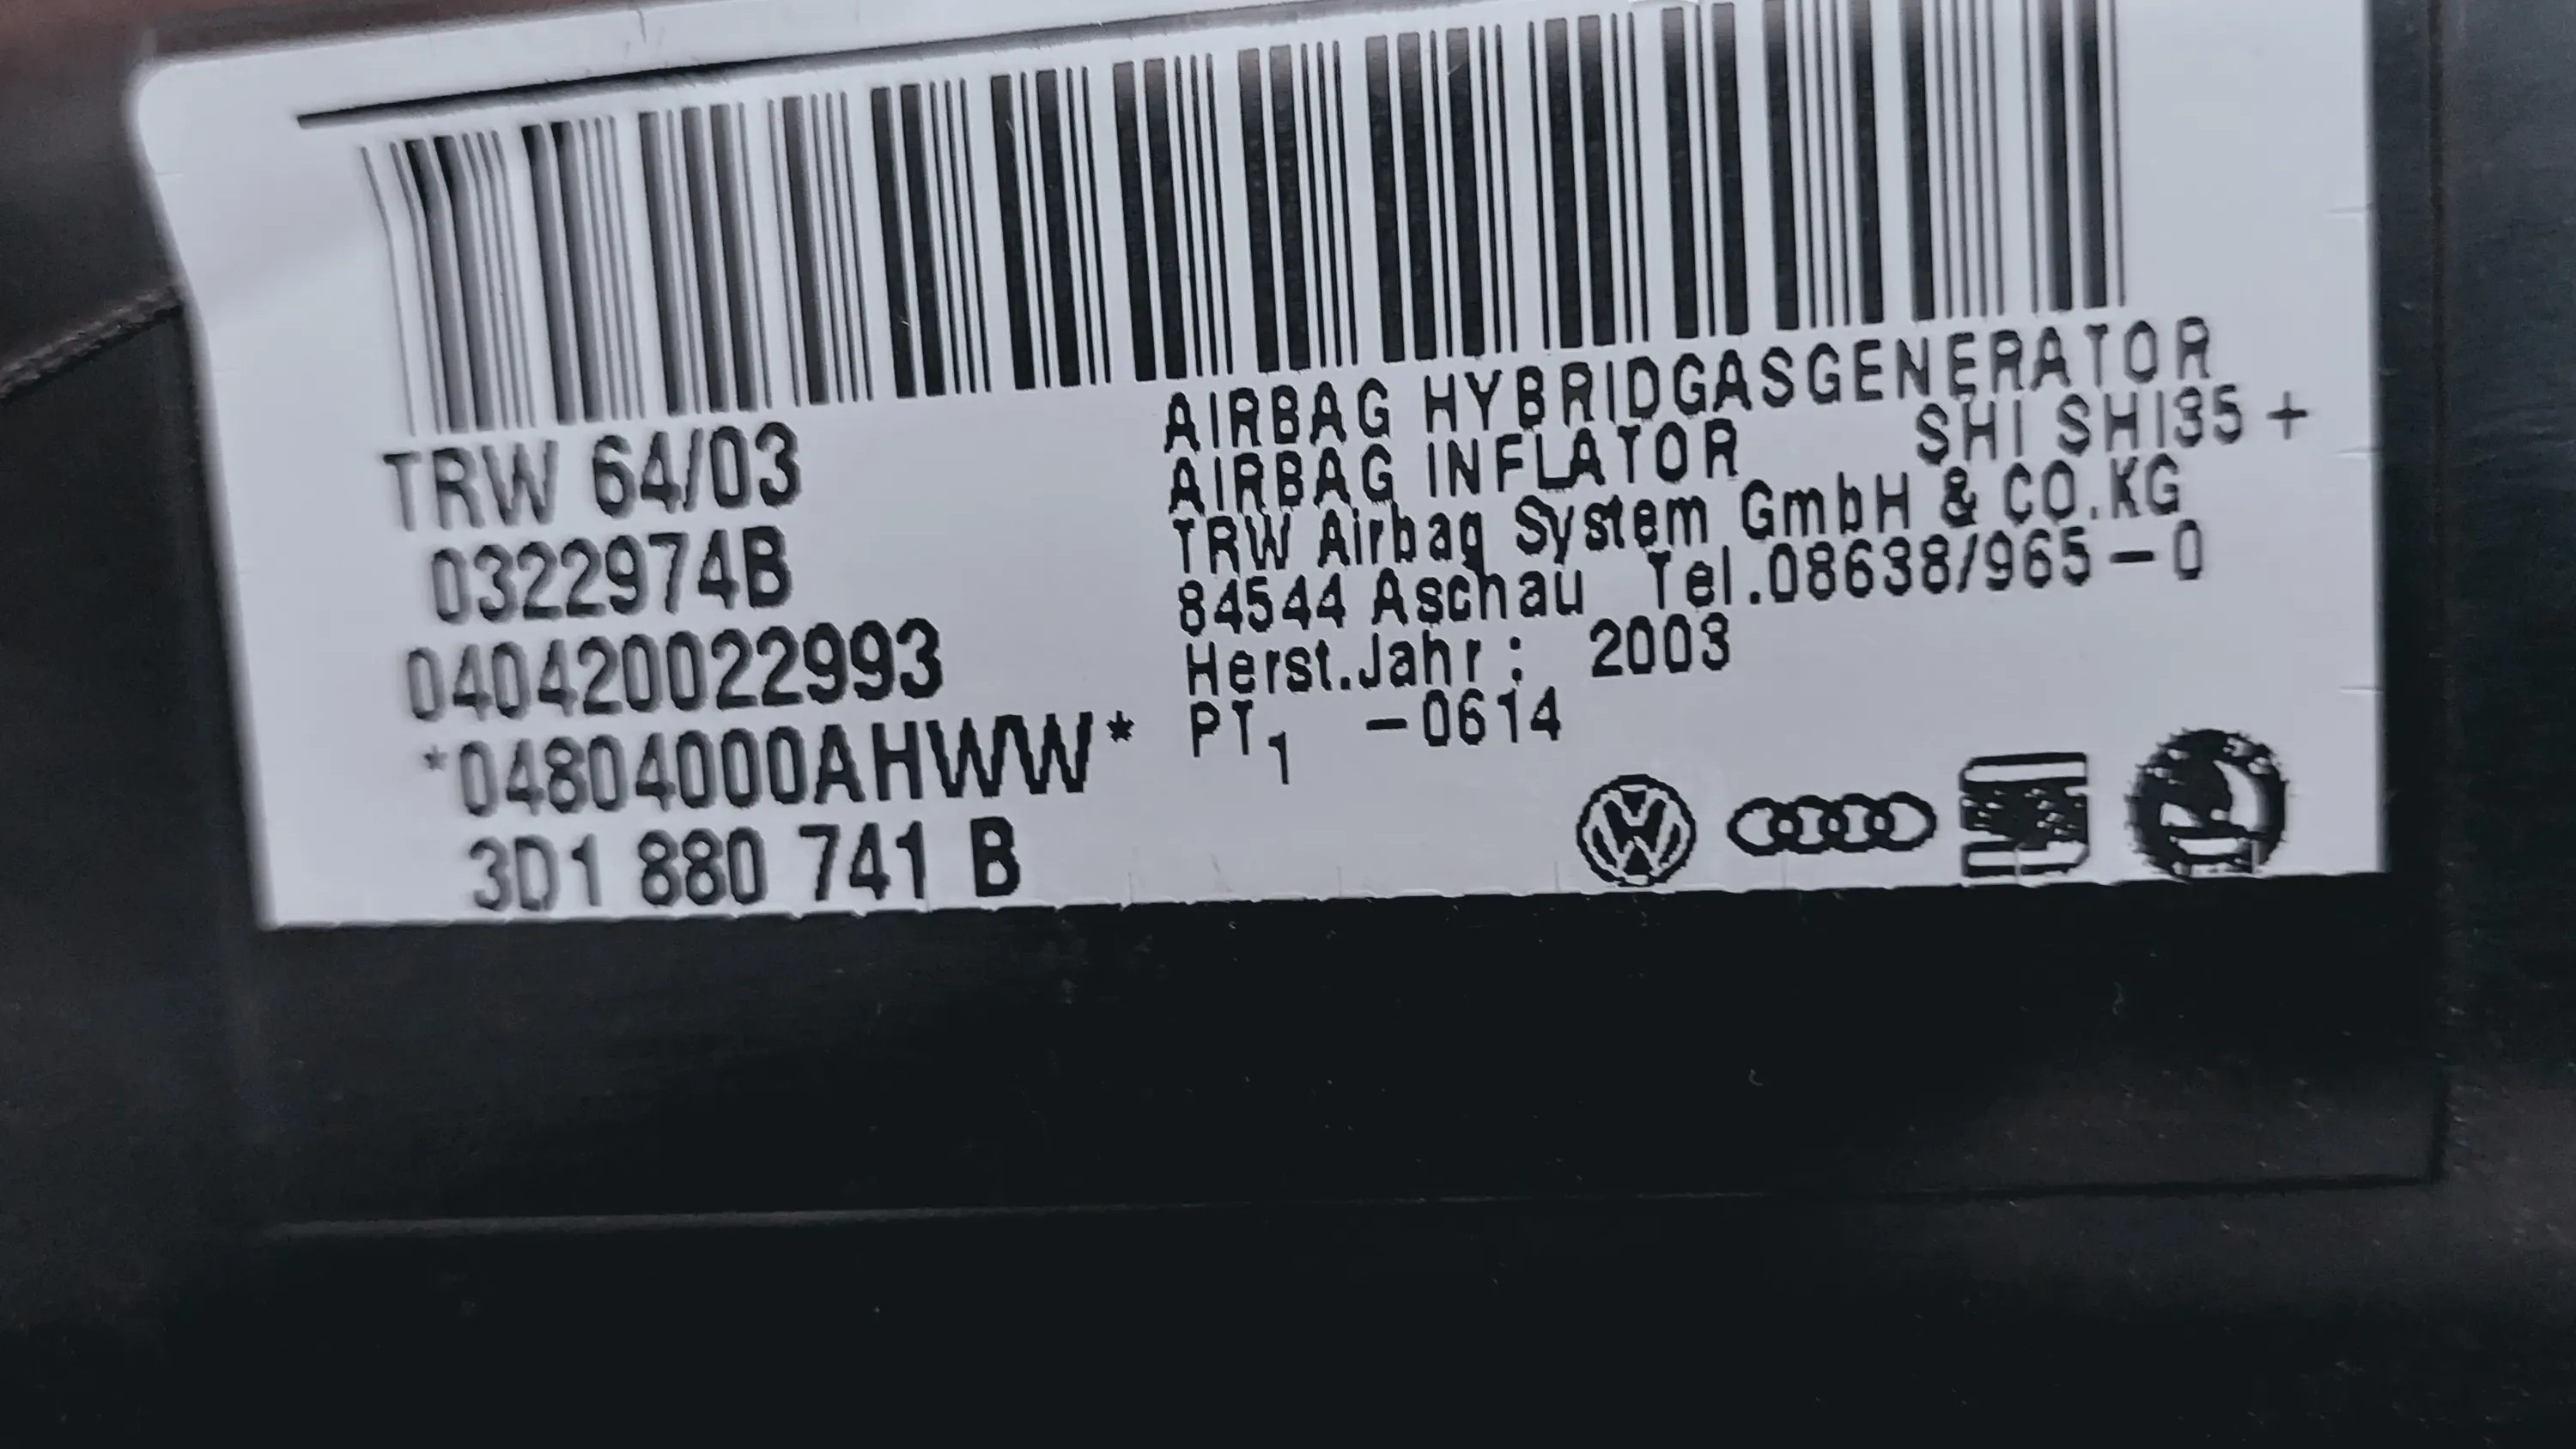 TRW 64/03
0322974B
040420022993
*04804000AHWW*
3D1 880 741 B
AIRBAG HYBRIDGASGENERATOR
AIRBAG INFLATOR SHI SHI35 +
TRW Airbag System GmbH & CO.KG
84544 Aschau Tel.08638/965-0
Herst.Jahr: 2003
PT1 -0614